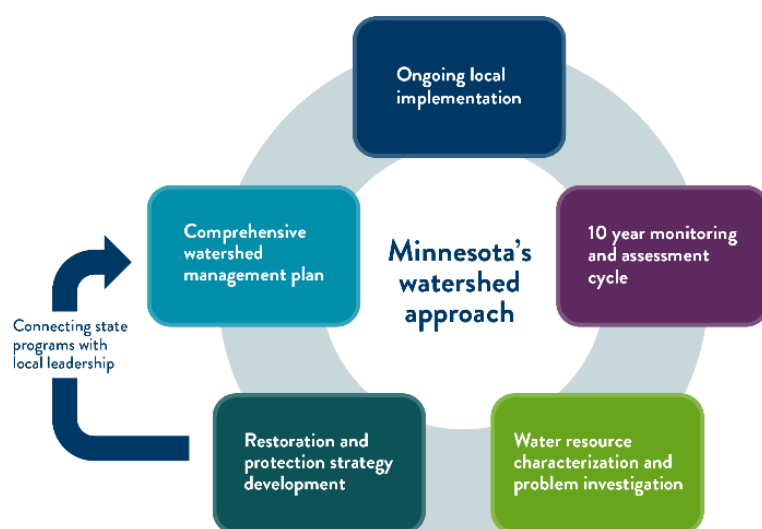 Ongoing local
implementation
Comprehensive
watershed
management plan
Minnesota's
watershed
approach
10 year monitoring
and assessment
cycle
Connecting state
programs with
local leadership
Restoration and
protection strategy
development
Water resource
characterization and
problem investigation